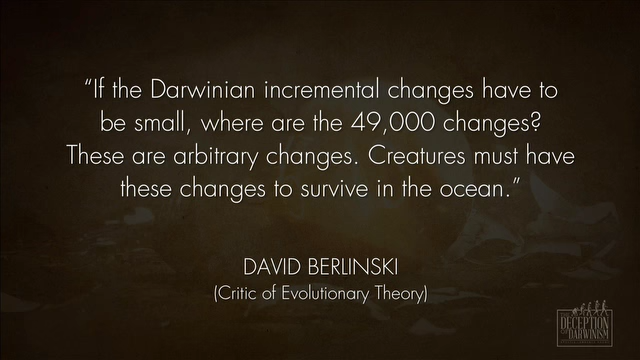 “If the Darwinian incremental changes have to
be small, where are the 49,000 changes?
These are arbitrary changes. Creatures must have
these changes to survive in the ocean.”
DAVID BERLINSKI
(Critic of Evolutionary Theory)
DECEPTION
DARWINISM